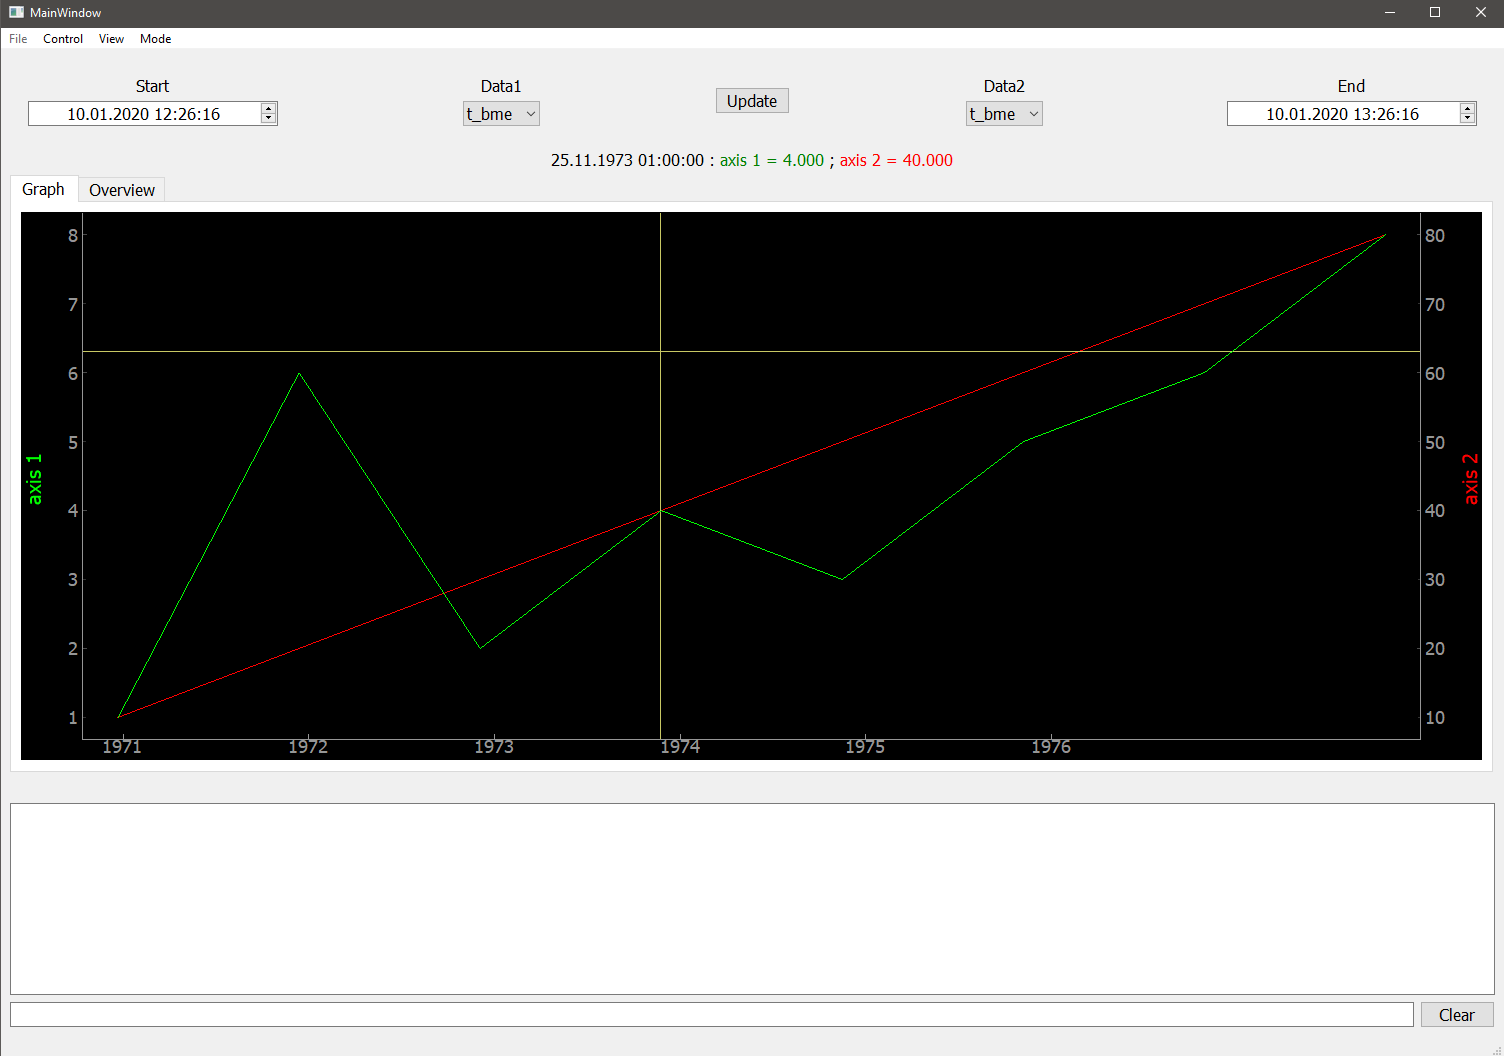 MainWindow
File Control View Mode
Start Data1 Data2 End
Update
10.01.2020 12:26:16 t_bme t_bme 10.01.2020 13:26:16
25.11.1973 01:00:00 : axis 1 = 4.000 ; axis 2 = 40.000
Graph Overview
8 80
7 70
6 60
5 50
axis 1 axis 2
4 40
3 30
2 20
1 10
1971 1972 1973 1974 1975 1976
Clear